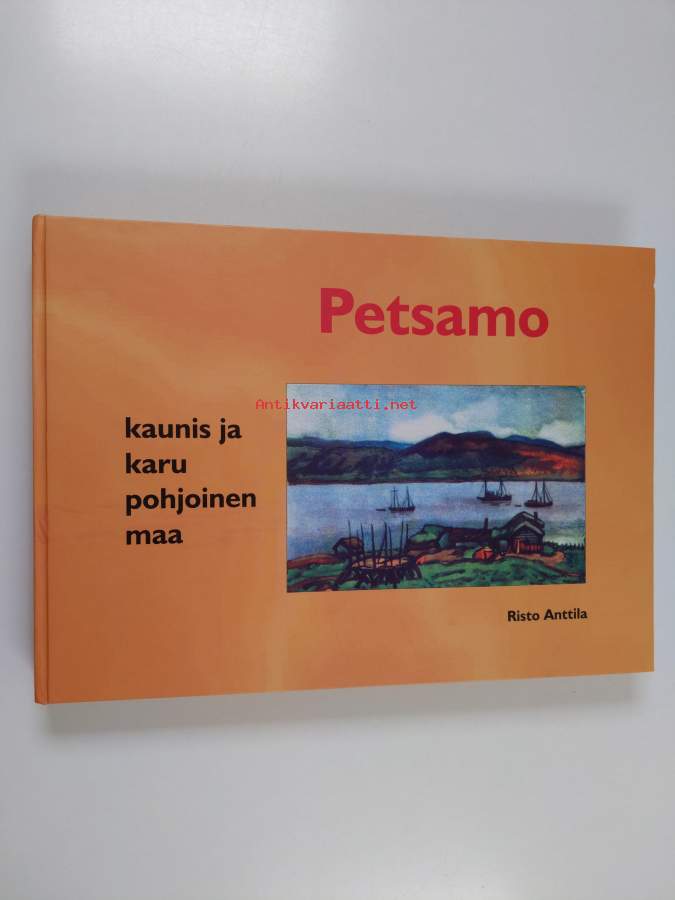 Petsamo
Antikvariaatti.net
kaunis ja
karu
pohjoinen
maa
Risto Anttila